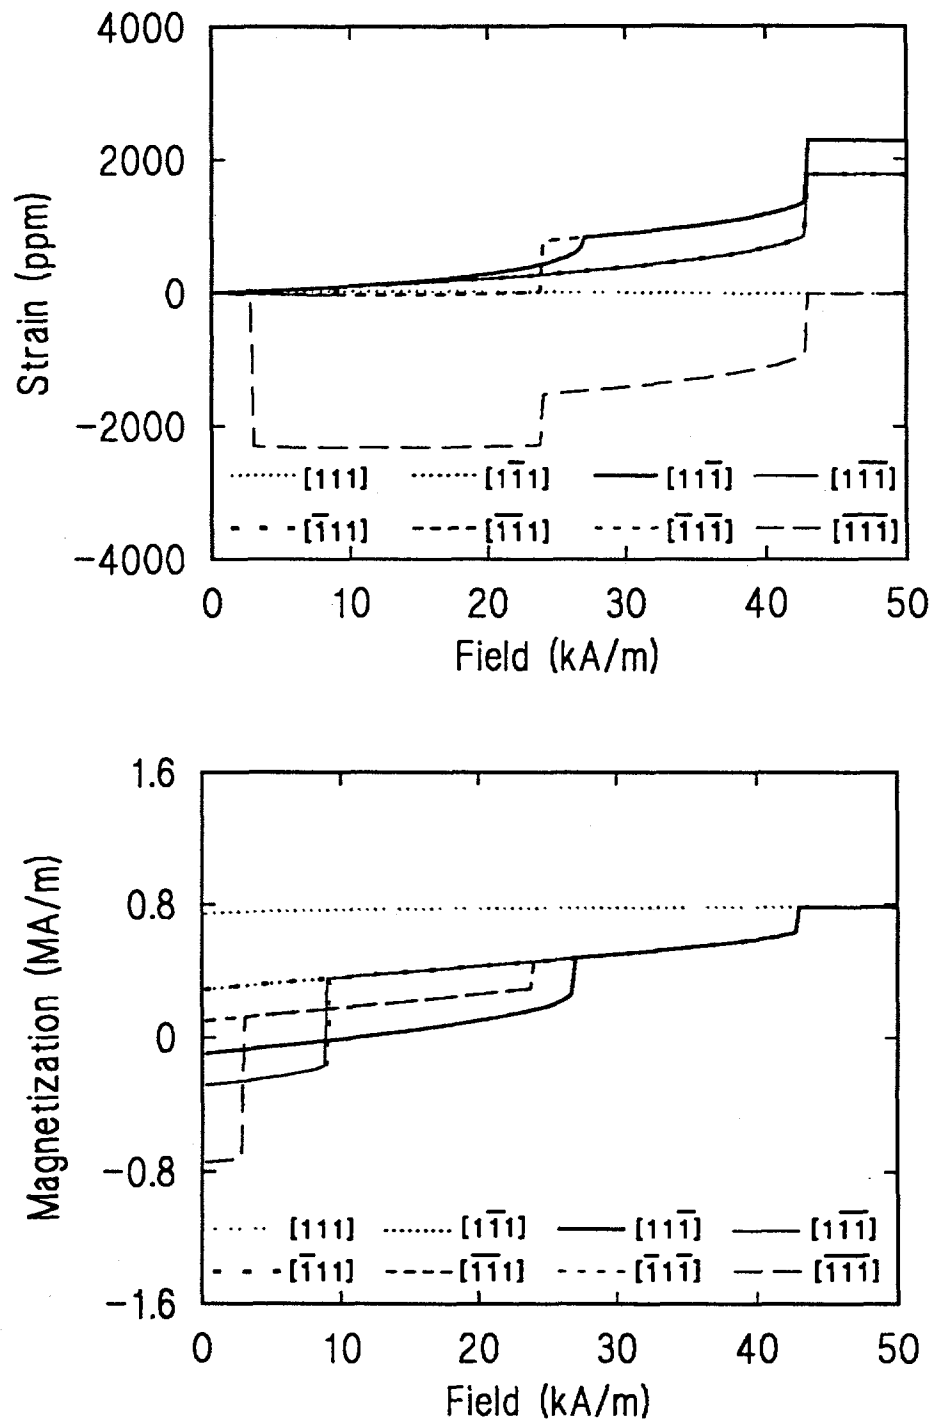 4000
2000
0
−2000
−4000
Strain (ppm)
[111] [11̅1] [111̅] [11̅1̅]
[1̅11] [1̅1̅1] [1̅11̅] [1̅1̅1̅]
0 10 20 30 40 50
Field (kA/m)
1.6
0.8
0
−0.8
−1.6
Magnetization (MA/m)
[111] [11̅1] [111̅] [11̅1̅]
[1̅11] [1̅1̅1] [1̅11̅] [1̅1̅1̅]
0 10 20 30 40 50
Field (kA/m)